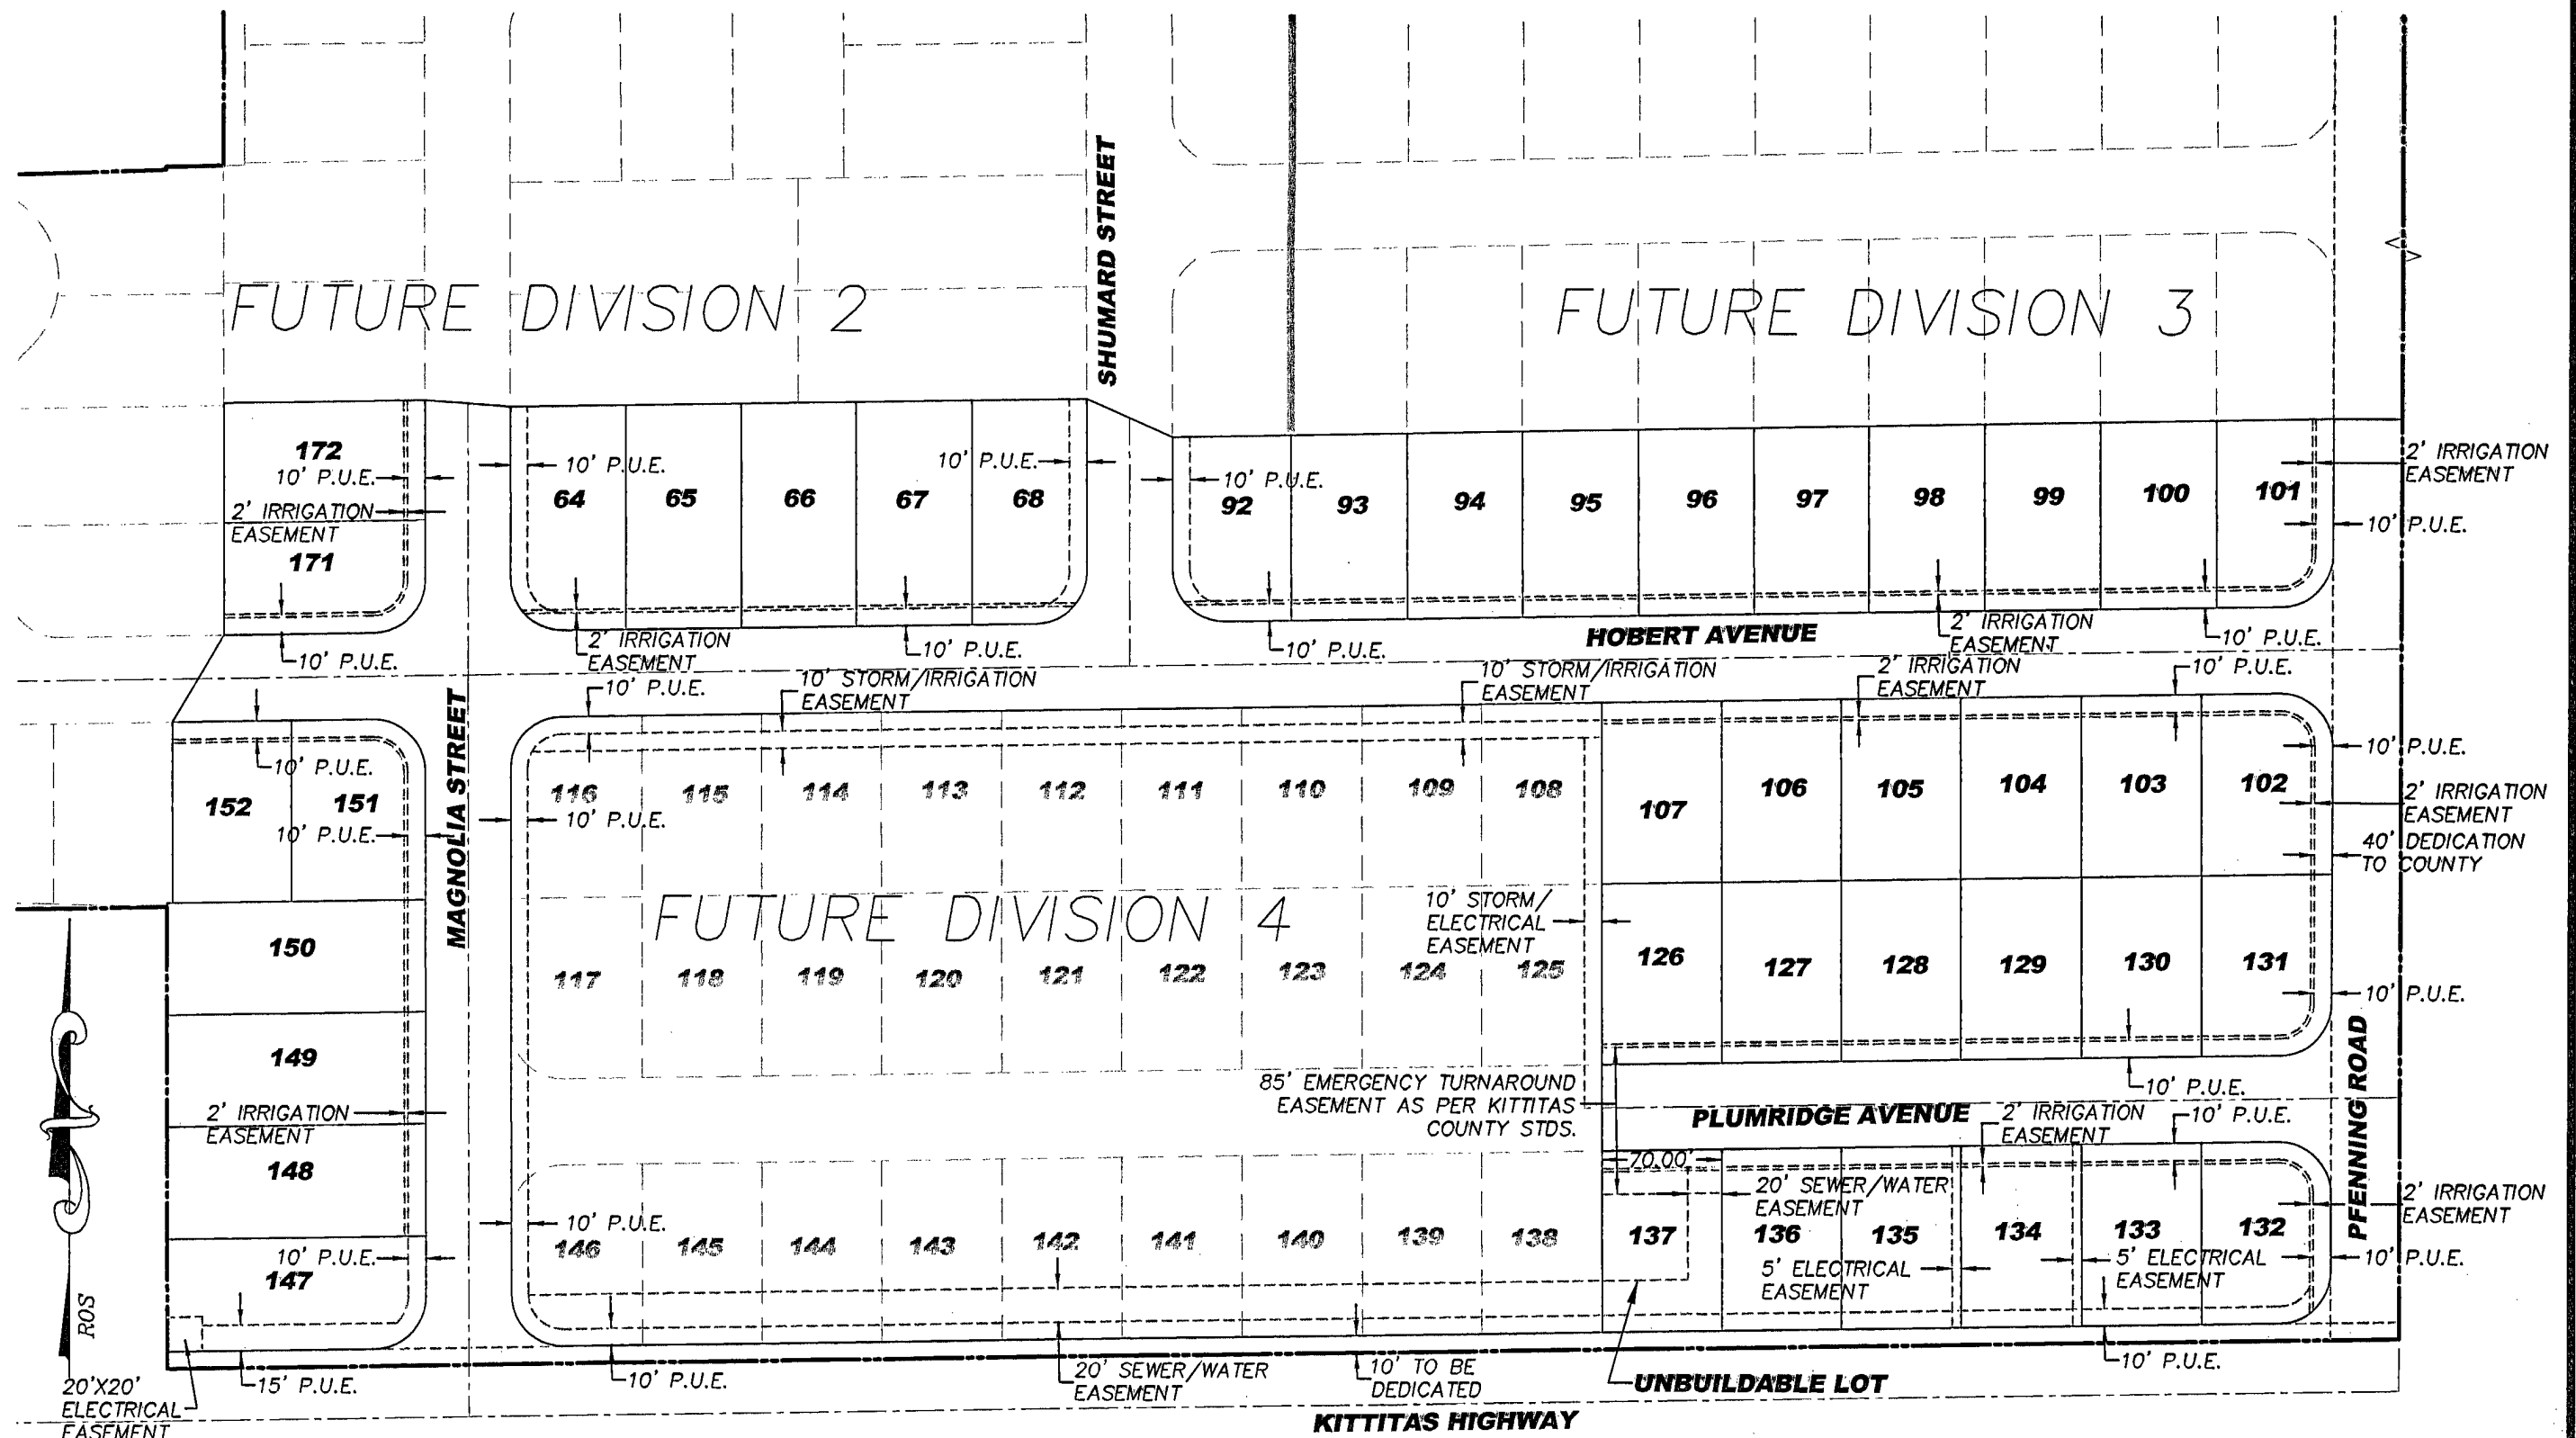 SHUMARD STREET
FUTURE DIVISION 2
FUTURE DIVISION 3
172
10' P.U.E.
2' IRRIGATION
EASEMENT
171
10' P.U.E.
10' P.U.E.
64
65
66
67
10' P.U.E.
68
2' IRRIGATION
EASEMENT
10' P.U.E.
10' P.U.E.
92
93
94
95
96
97
98
99
100
101
2' IRRIGATION
EASEMENT
10' P.U.E.
10' P.U.E.
HOBERT AVENUE
2' IRRIGATION
EASEMENT
10' P.U.E.
10' P.U.E.
10' STORM/IRRIGATION
EASEMENT
10' STORM/IRRIGATION
EASEMENT
2' IRRIGATION
EASEMENT
10' P.U.E.
MAGNOLIA STREET
10' P.U.E.
152
151
10' P.U.E.
116
115
114
113
112
111
110
109
108
10' P.U.E.
107
106
105
104
103
102
10' P.U.E.
2' IRRIGATION
EASEMENT
40' DEDICATION
TO COUNTY
150
FUTURE DIVISION 4
10' STORM/
ELECTRICAL
EASEMENT
117
118
119
120
121
122
123
124
125
126
127
128
129
130
131
10' P.U.E.
149
2' IRRIGATION
EASEMENT
148
85' EMERGENCY TURNAROUND
EASEMENT AS PER KITTITAS
COUNTY STDS.
10' P.U.E.
PLUMRIDGE AVENUE
2' IRRIGATION
EASEMENT
10' P.U.E.
PFENNING ROAD
70.00'
20' SEWER/WATER
EASEMENT
2' IRRIGATION
EASEMENT
10' P.U.E.
147
10' P.U.E.
146
145
144
143
142
141
140
139
138
137
136
135
134
133
132
5' ELECTRICAL
EASEMENT
5' ELECTRICAL
EASEMENT
10' P.U.E.
ROS
20'X20'
ELECTRICAL
EASEMENT
15' P.U.E.
10' P.U.E.
20' SEWER/WATER
EASEMENT
10' TO BE
DEDICATED
UNBUILDABLE LOT
10' P.U.E.
KITTITAS HIGHWAY